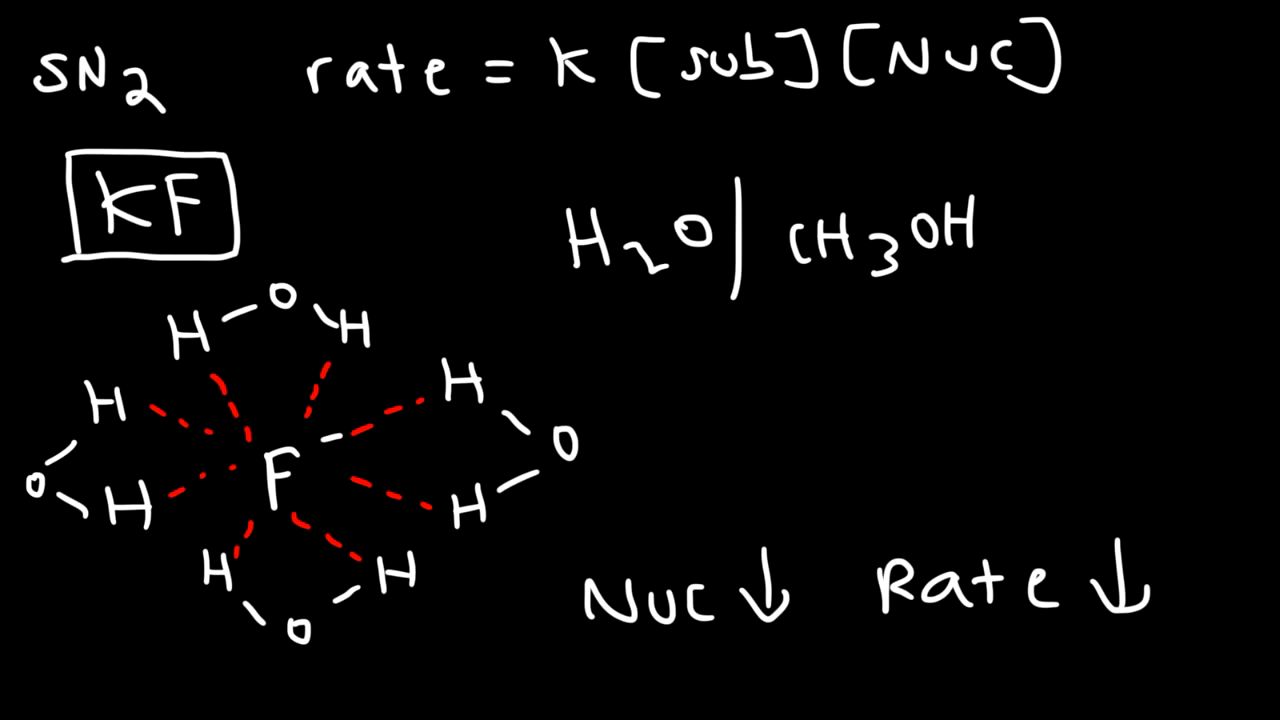 SN2 rate = K [sub] [Nuc]
KF
H2O | CH3OH
H - O - H
H H
O F - O
H H
H H
O
Nuc ↓ Rate ↓